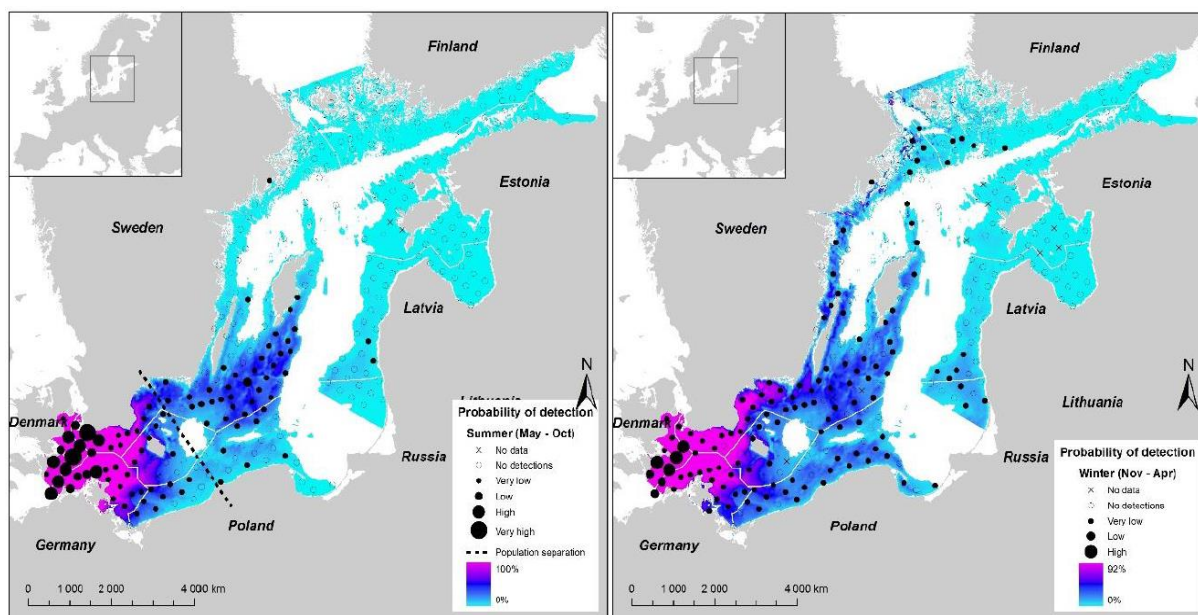 Finland
Estonia
Sweden
Latvia
N
Lithuania
Denmark
Russia
Poland
Germany
0 1 000 2 000 4 000 km
Probability of detection
Summer (May - Oct)
No data
No detections
Very low
Low
High
Very high
Population separation
100%
0%
Finland
Estonia
Sweden
Latvia
N
Lithuania
Denmark
Russia
Poland
Germany
0 1 000 2 000 4 000 km
Probability of detection
Winter (Nov - Apr)
No data
No detections
Very low
Low
High
92%
0%